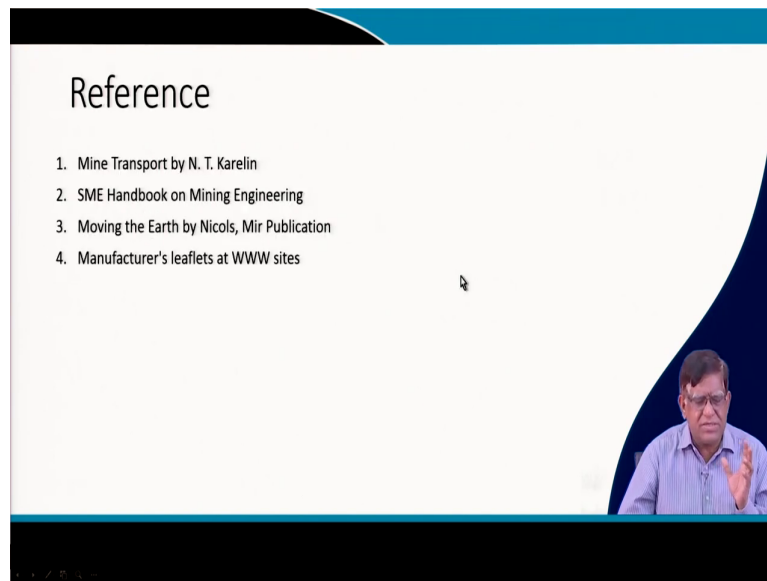 Reference
1. Mine Transport by N. T. Karelin
2. SME Handbook on Mining Engineering
3. Moving the Earth by Nicols, Mir Publication
4. Manufacturer's leaflets at WWW sites